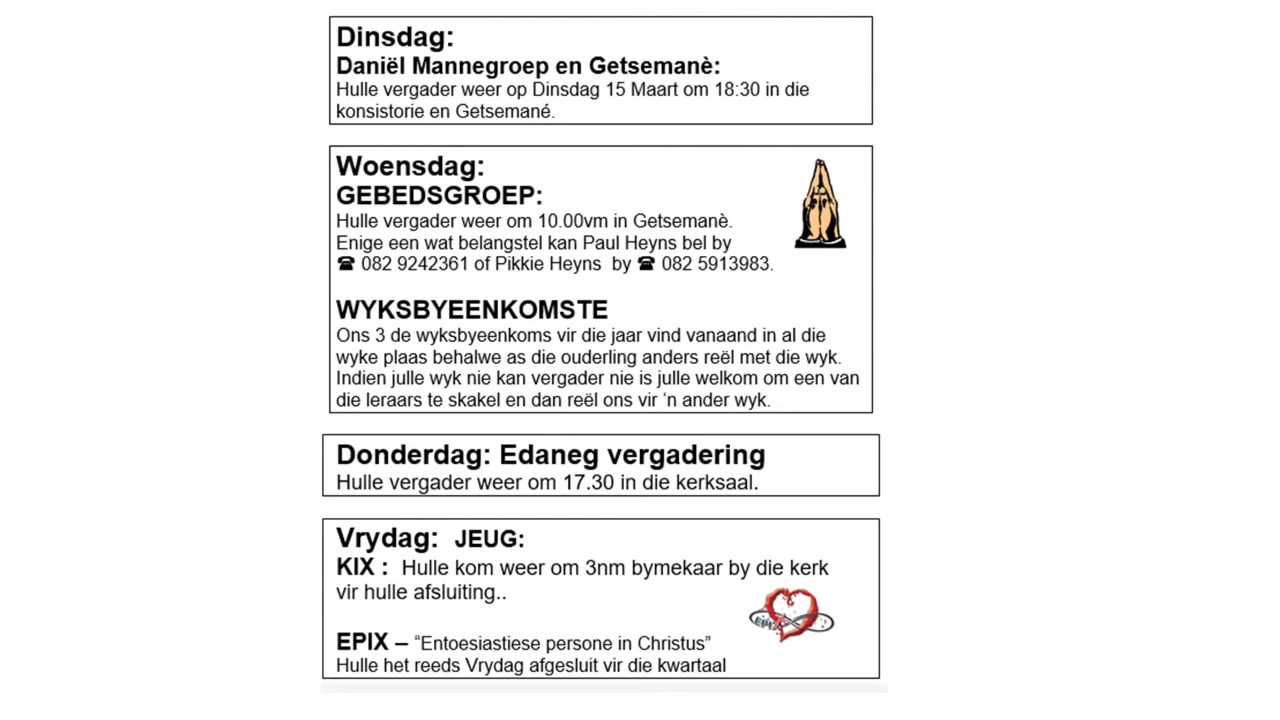 Dinsdag:
Daniël Mannegroep en Getsemanè:
Hulle vergader weer op Dinsdag 15 Maart om 18:30 in die
konsistorie en Getsemané.
Woensdag:
GEBEDSGROEP:
Hulle vergader weer om 10.00vm in Getsemanè.
Enige een wat belangstel kan Paul Heyns bel by
☎ 082 9242361 of Pikkie Heyns by ☎ 082 5913983.
WYKSBYEENKOMSTE
Ons 3 de wyksbyeenkoms vir die jaar vind vanaand in al die
wyke plaas behalwe as die ouderling anders reël met die wyk.
Indien julle wyk nie kan vergader nie is julle welkom om een van
die leraars te skakel en dan reël ons vir ‘n ander wyk.
Donderdag: Edaneg vergadering
Hulle vergader weer om 17.30 in die kerksaal.
Vrydag: JEUG:
KIX : Hulle kom weer om 3nm bymekaar by die kerk
vir hulle afsluiting..
EPIX
EPIX – “Entoesiastiese persone in Christus”
Hulle het reeds Vrydag afgesluit vir die kwartaal